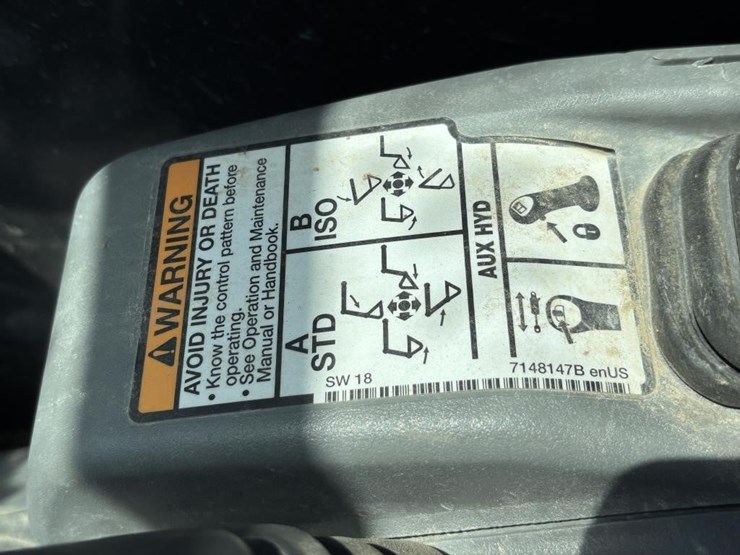 WARNING
AVOID INJURY OR DEATH
• Know the control pattern before
operating.
• See Operation and Maintenance
Manual or Handbook.
A
STD
B
ISO
SW 18
AUX HYD
7148147B enUS